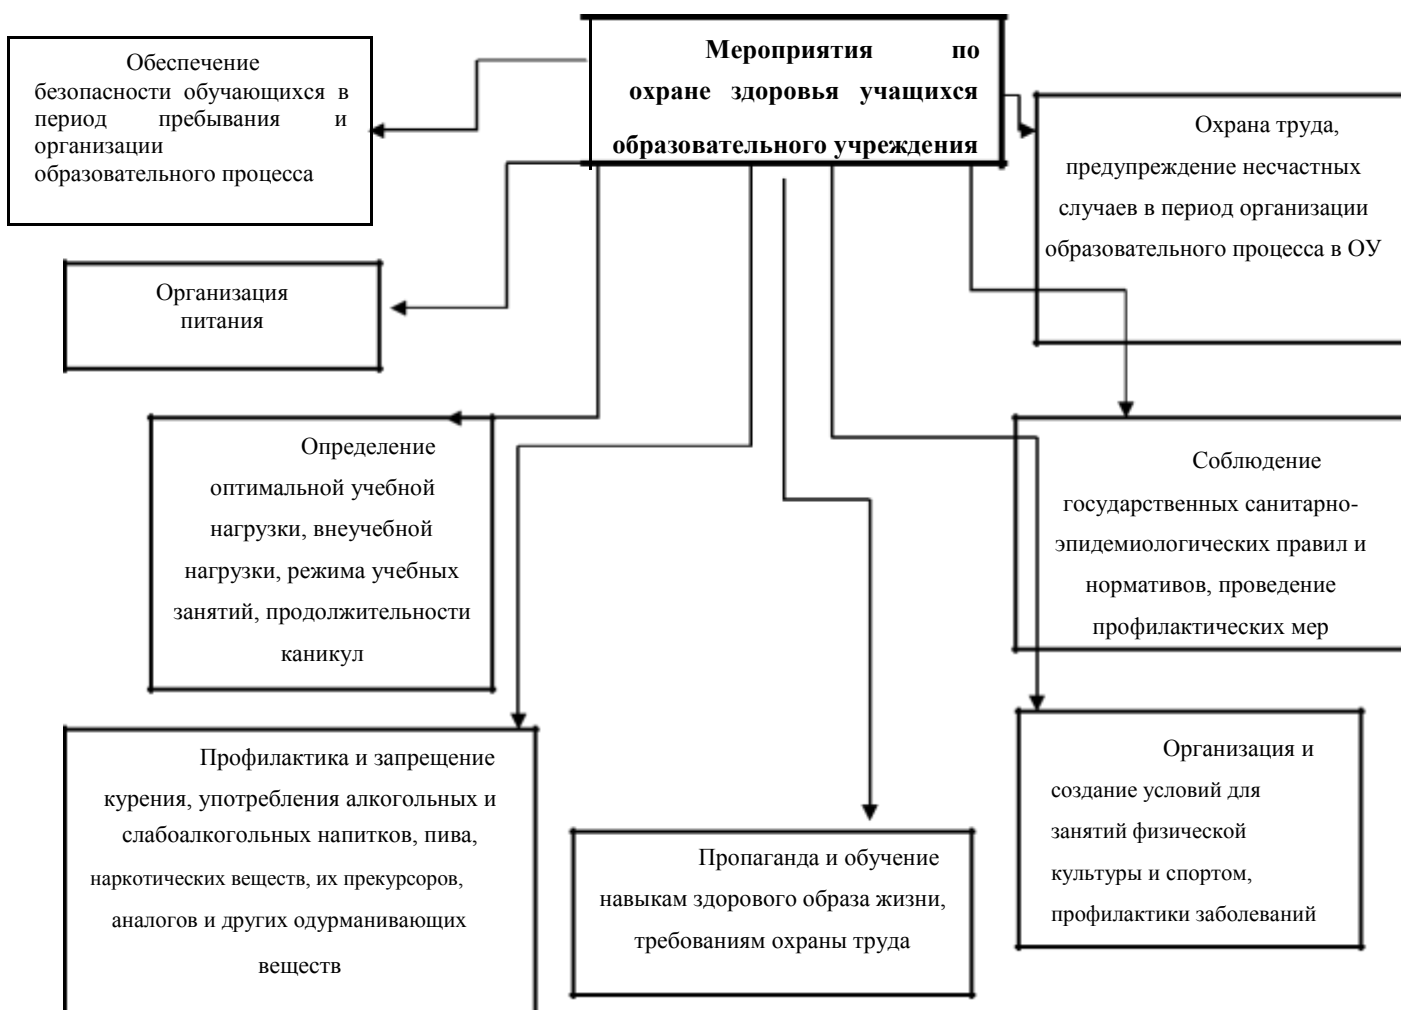 Мероприятия по
охране здоровья учащихся
образовательного учреждения
Обеспечение
безопасности обучающихся в
период пребывания и
организации
образовательного процесса
Охрана труда,
предупреждение несчастных
случаев в период организации
образовательного процесса в ОУ
Организация
питания
Определение
оптимальной учебной
нагрузки, внеучебной
нагрузки, режима учебных
занятий, продолжительности
каникул
Соблюдение
государственных санитарно-
эпидемиологических правил и
нормативов, проведение
профилактических мер
Профилактика и запрещение
курения, употребления алкогольных и
слабоалкогольных напитков, пива,
наркотических веществ, их прекурсоров,
аналогов и других одурманивающих
веществ
Пропаганда и обучение
навыкам здорового образа жизни,
требованиям охраны труда
Организация и
создание условий для
занятий физической
культуры и спортом,
профилактики заболеваний